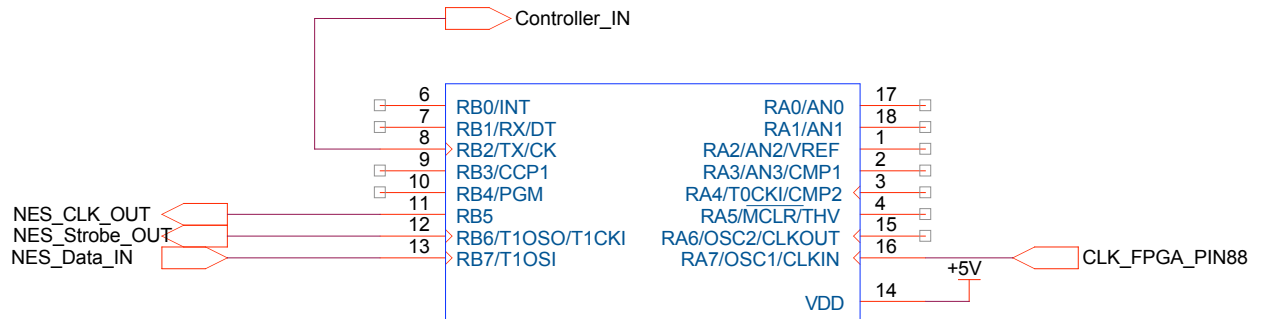 Controller_IN
6 RB0/INT RA0/AN0 17
7 RB1/RX/DT RA1/AN1 18
8 RB2/TX/CK RA2/AN2/VREF 1
9 RB3/CCP1 RA3/AN3/CMP1 2
10 RB4/PGM RA4/T0CKI/CMP2 3
NES_CLK_OUT 11 RB5 RA5/MCLR/THV 4
NES_Strobe_OUT 12 RB6/T1OSO/T1CKI RA6/OSC2/CLKOUT 15
NES_Data_IN 13 RB7/T1OSI RA7/OSC1/CLKIN 16 CLK_FPGA_PIN88
+5V
VDD 14